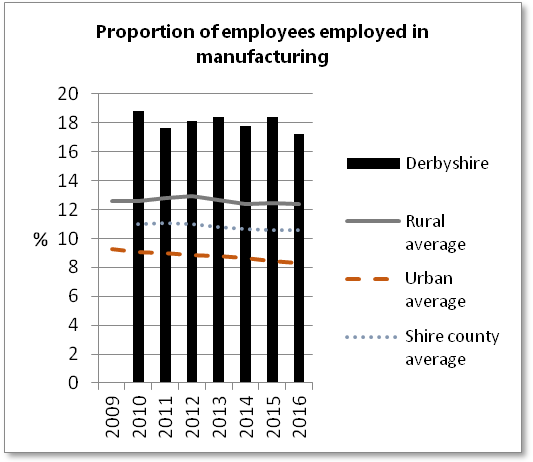 Proportion of employees employed in
manufacturing
20
18
16
14
12
10
8
6
4
2
0
%
2009
2010
2011
2012
2013
2014
2015
2016
Derbyshire
Rural
average
Urban
average
Shire county
average